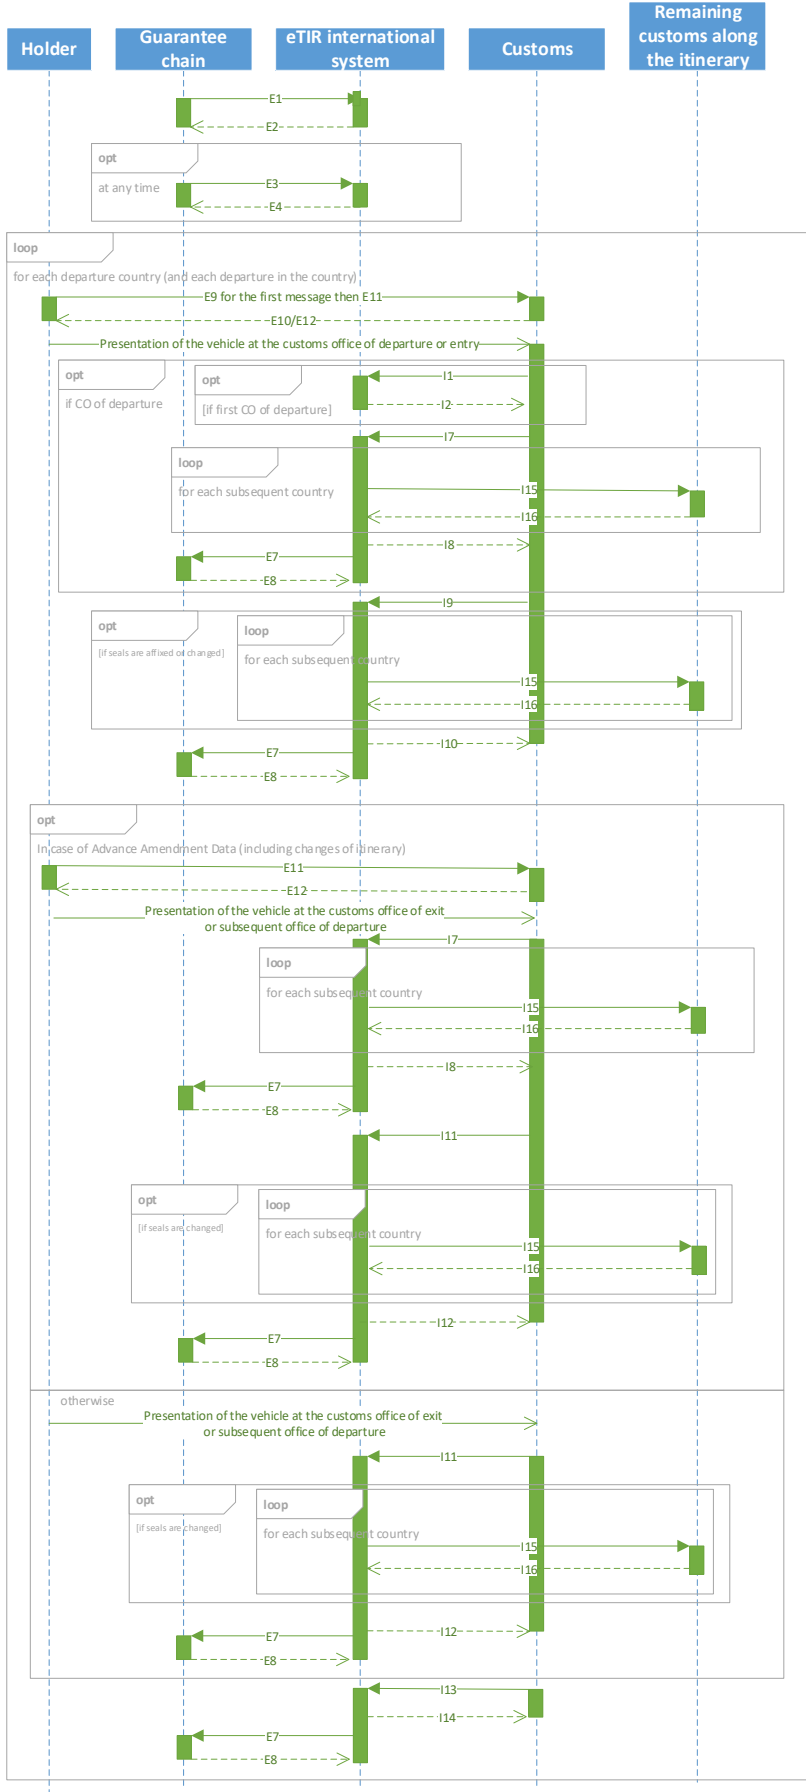 Holder
Guarantee
chain
eTIR international
system
Customs
Remaining
customs along
the itinerary
E1
E2
opt
at any time
E3
E4
loop
for each departure country (and each departure in the country)
E9 for the first message then E11
E10/E12
Presentation of the vehicle at the customs office of departure or entry
opt
if CO of departure
opt
[if first CO of departure]
I1
I2
I7
loop
for each subsequent country
I15
I16
I8
E7
E8
I9
opt
[if seals are affixed or changed]
loop
for each subsequent country
I15
I16
I10
E7
E8
opt
In case of Advance Amendment Data (including changes of itinerary)
E11
E12
Presentation of the vehicle at the customs office of exit
or subsequent office of departure
I7
loop
for each subsequent country
I15
I16
I8
E7
E8
I11
opt
[if seals are changed]
loop
for each subsequent country
I15
I16
I12
E7
E8
otherwise
Presentation of the vehicle at the customs office of exit
or subsequent office of departure
I11
opt
[if seals are changed]
loop
for each subsequent country
I15
I16
I12
E7
E8
I13
I14
E7
E8